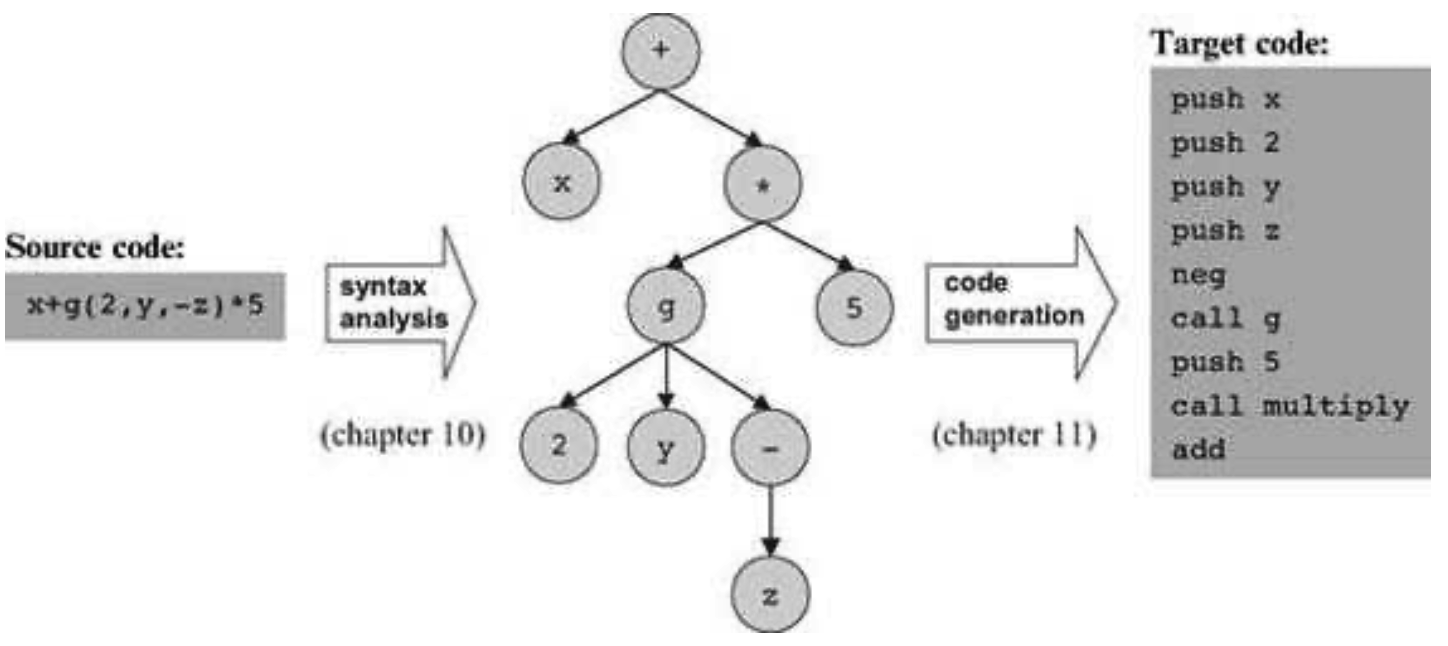 Source code:
x+g(2,y,-z)*5
syntax
analysis
(chapter 10)
+
x
*
g
5
2
y
-
z
code
generation
(chapter 11)
Target code:
push x
push 2
push y
push z
neg
call g
push 5
call multiply
add